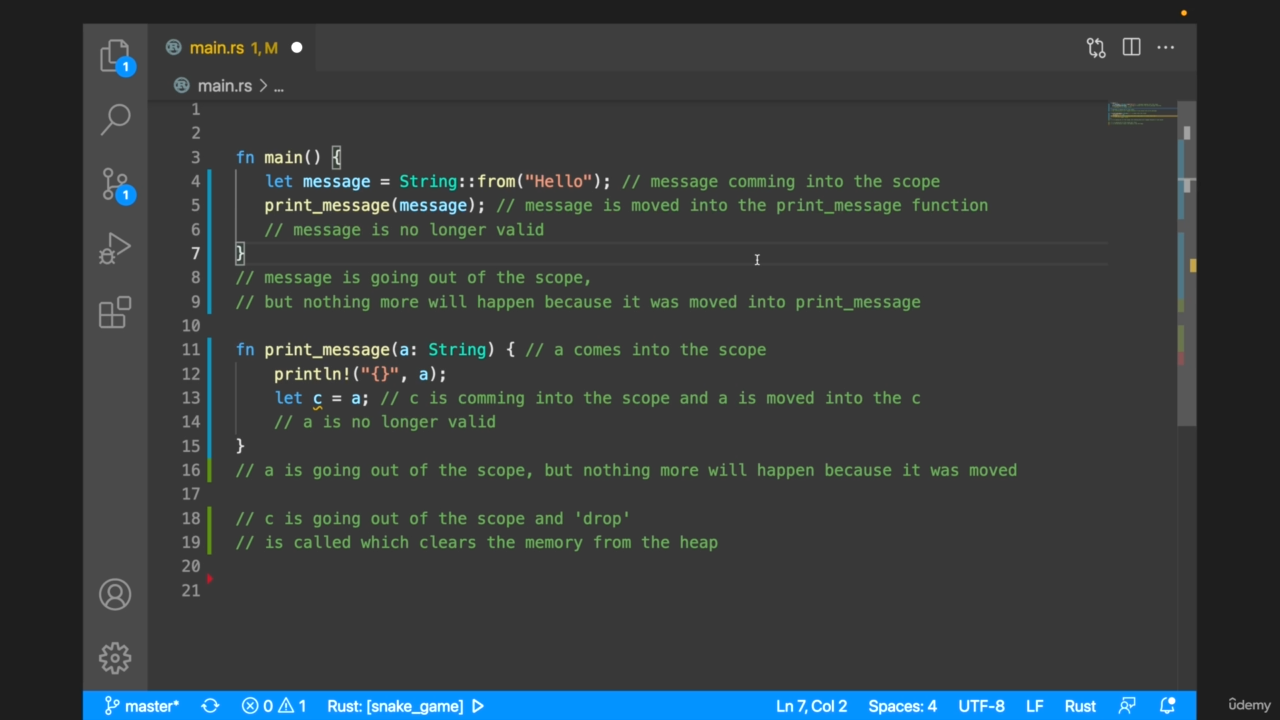 main.rs 1, M
main.rs > ...
1
2
3 fn main() {
4 let message = String::from("Hello"); // message comming into the scope
5 print_message(message); // message is moved into the print_message function
6 // message is no longer valid
7 }
8 // message is going out of the scope,
9 // but nothing more will happen because it was moved into print_message
10
11 fn print_message(a: String) { // a comes into the scope
12 println!("{}", a);
13 let c = a; // c is comming into the scope and a is moved into the c
14 // a is no longer valid
15 }
16 // a is going out of the scope, but nothing more will happen because it was moved
17
18 // c is going out of the scope and 'drop'
19 // is called which clears the memory from the heap
20
21
1
1
master* 0 1 Rust: [snake_game] Ln 7, Col 2 Spaces: 4 UTF-8 LF Rust
ûdemy